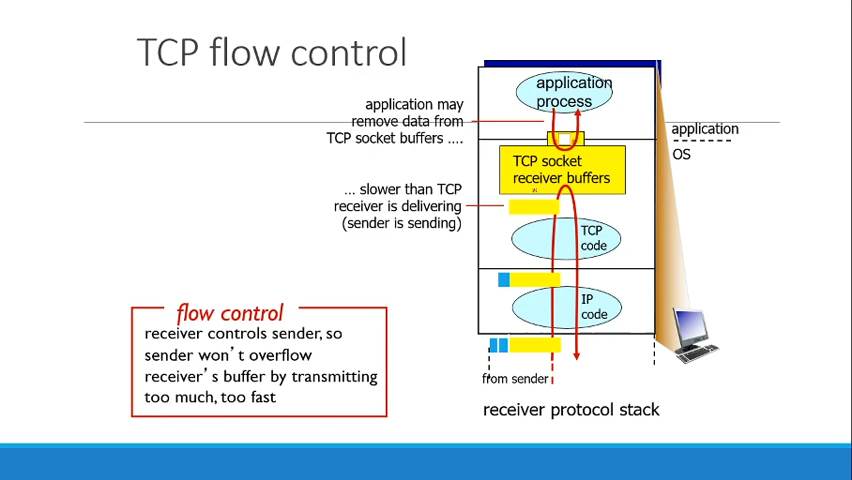 TCP flow control
application may
remove data from
TCP socket buffers ....
... slower than TCP
receiver is delivering
(sender is sending)
flow control
receiver controls sender, so
sender won’t overflow
receiver’s buffer by transmitting
too much, too fast
application
process
TCP socket
receiver buffers
TCP
code
IP
code
from sender
receiver protocol stack
application
OS